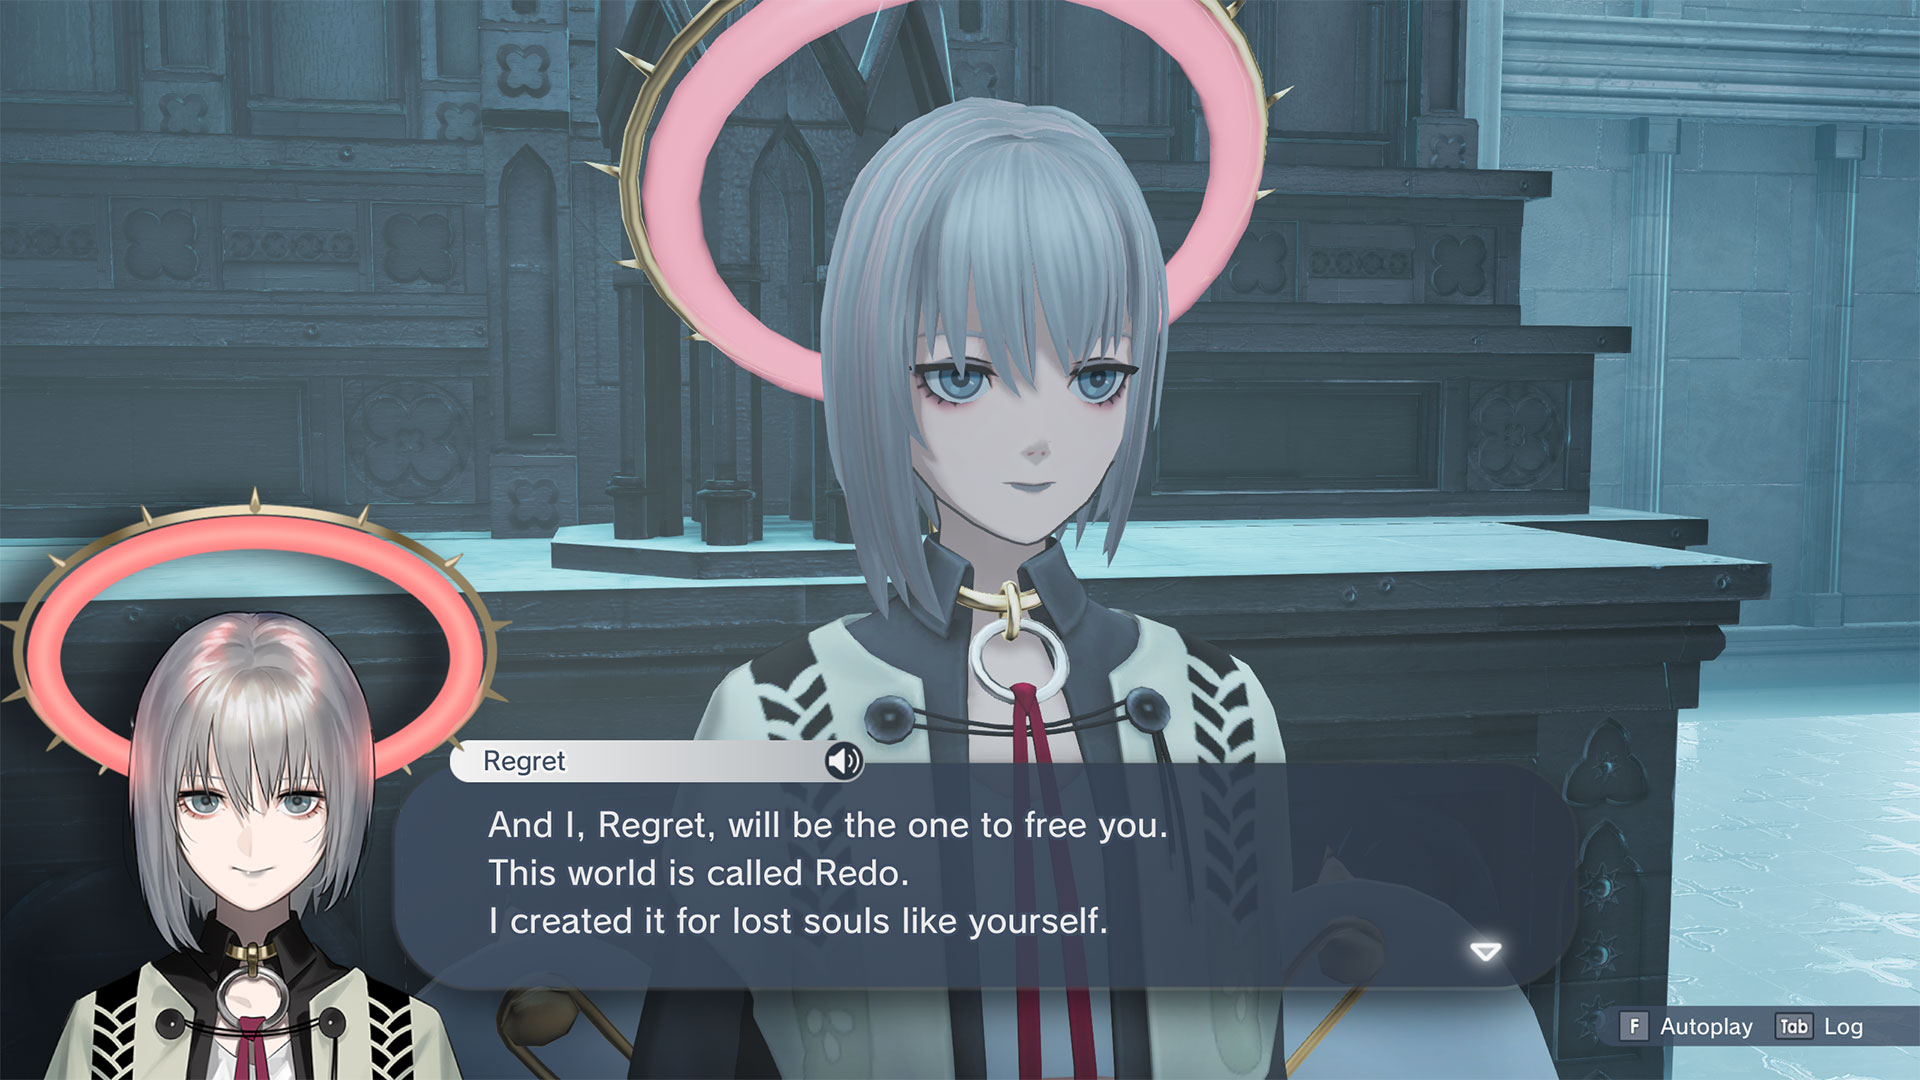 Regret
And I, Regret, will be the one to free you.
This world is called Redo.
I created it for lost souls like yourself.
F Autoplay Tab Log